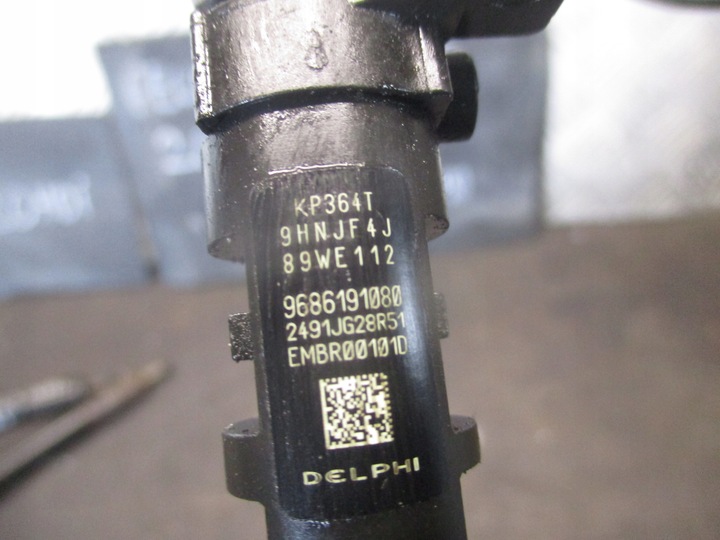 KP364T
9HNJF4J
89WE112
9686191080
2491JG28R51
EMBR00101D
DELPHI